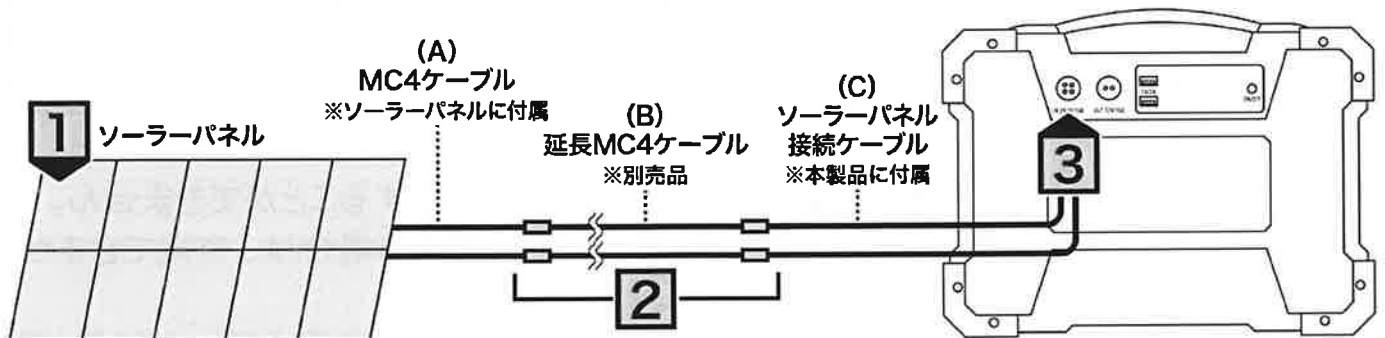 (A)
MC4ケーブル
※ソーラーパネルに付属
1
ソーラーパネル
(B)
延長MC4ケーブル
※別売品
(C)
ソーラーパネル
接続ケーブル
※本製品に付属
2
3